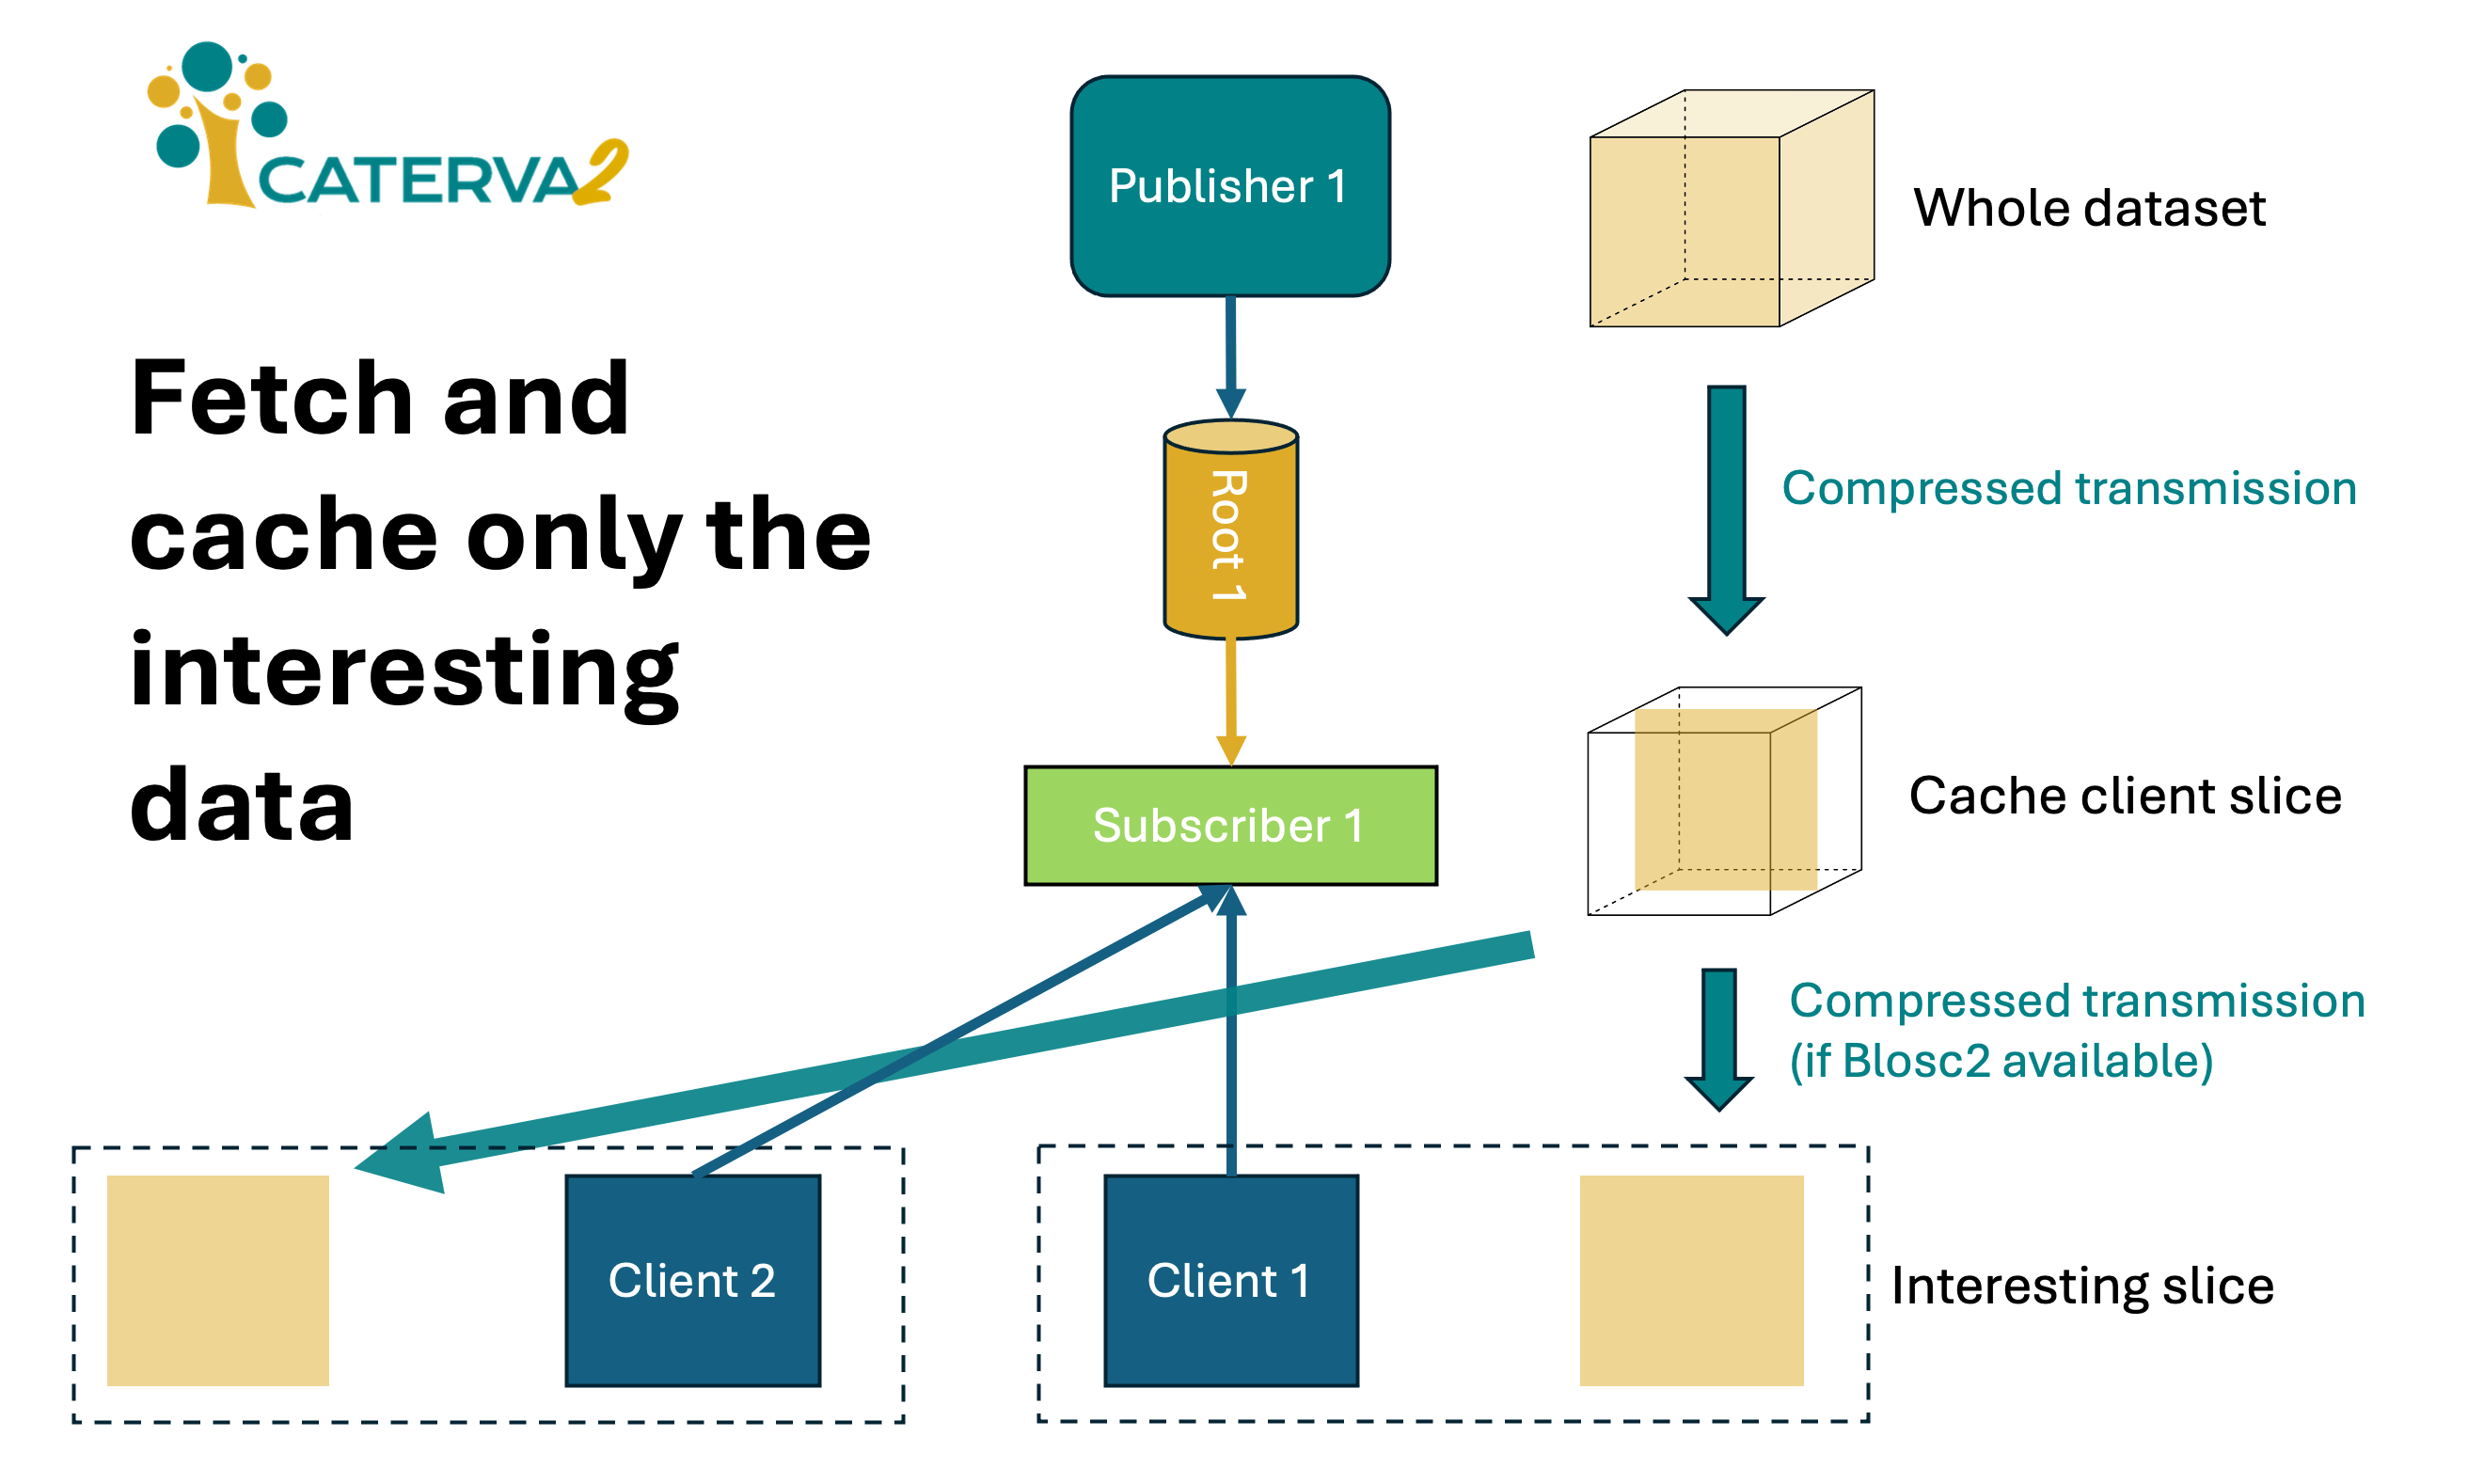 CATERVA2
Fetch and
cache only the
interesting
data
Publisher 1
Root 1
Subscriber 1
Client 2
Client 1
Whole dataset
Compressed transmission
Cache client slice
Compressed transmission
(if Blosc2 available)
Interesting slice